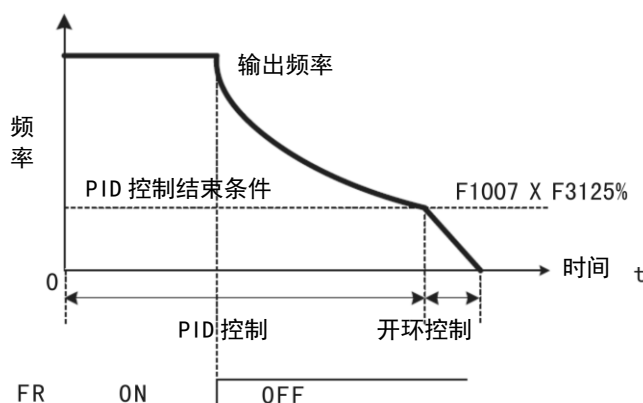 输出频率
频
率
PID 控制结束条件
F1007 X F3125%
0
时间 t
PID 控制
开环控制
FR ON OFF